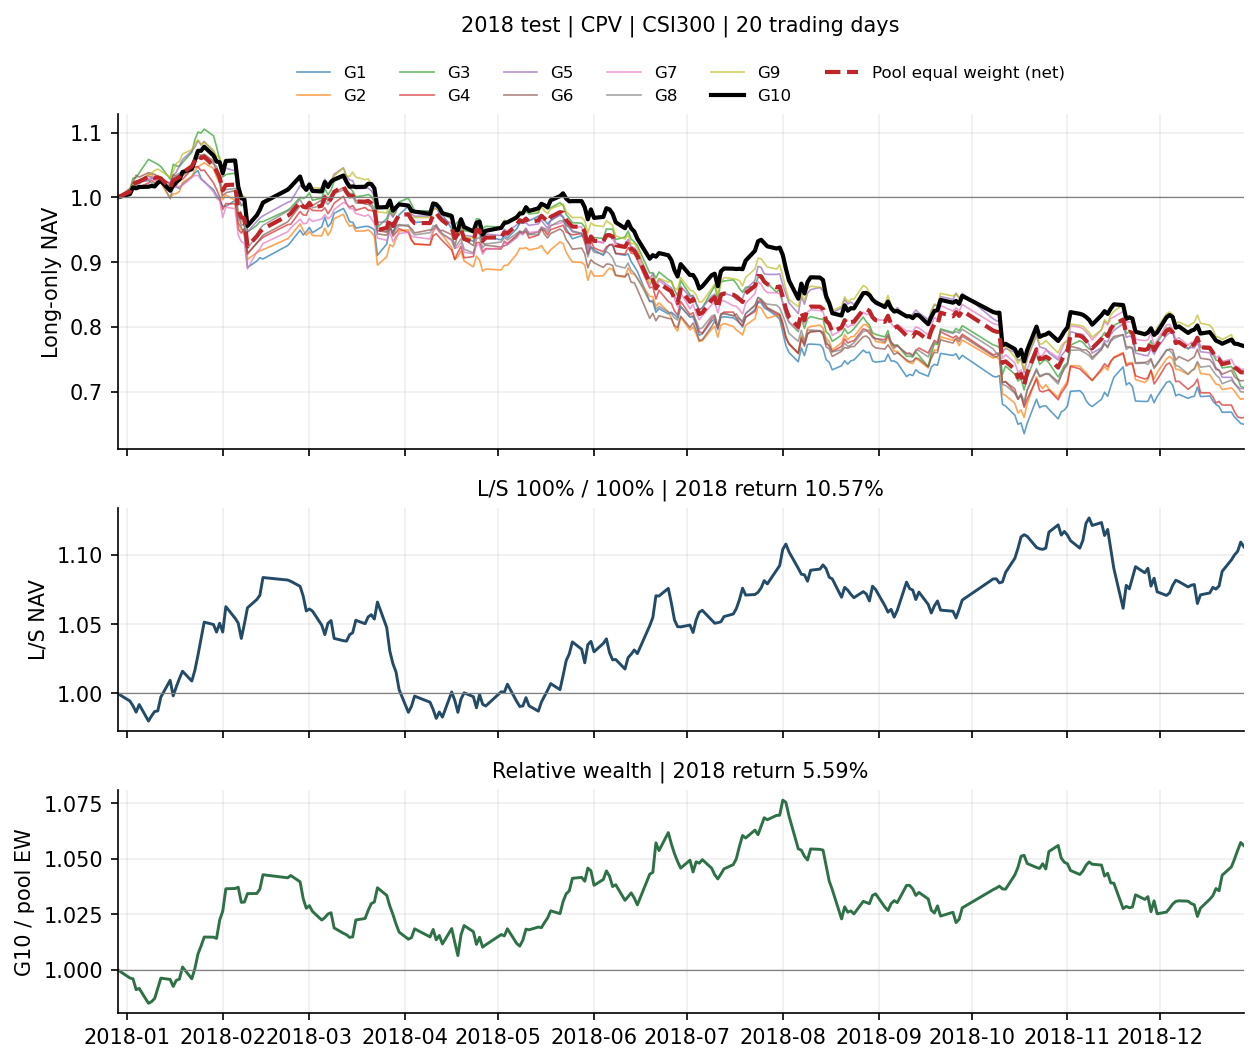 2018 test | CPV | CSI300 | 20 trading days
G1 G3 G5 G7 G9 Pool equal weight (net)
G2 G4 G6 G8 G10
Long-only NAV
1.1
1.0
0.9
0.8
0.7
L/S 100% / 100% | 2018 return 10.57%
L/S NAV
1.10
1.05
1.00
Relative wealth | 2018 return 5.59%
G10 / pool EW
1.075
1.050
1.025
1.000
2018-01 2018-02 2018-03 2018-04 2018-05 2018-06 2018-07 2018-08 2018-09 2018-10 2018-11 2018-12